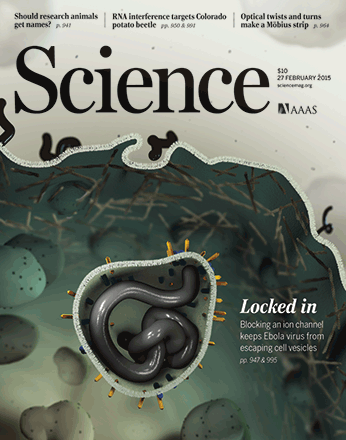 Should research animals
get names? p. 941
RNA interference targets Colorado
potato beetle pp. 950 & 991
Optical twists and turns
make a Möbius strip p. 964
Science
$10
27 FEBRUARY 2015
sciencemag.org
AAAS
Locked in
Blocking an ion channel
keeps Ebola virus from
escaping cell vesicles
pp. 947 & 995